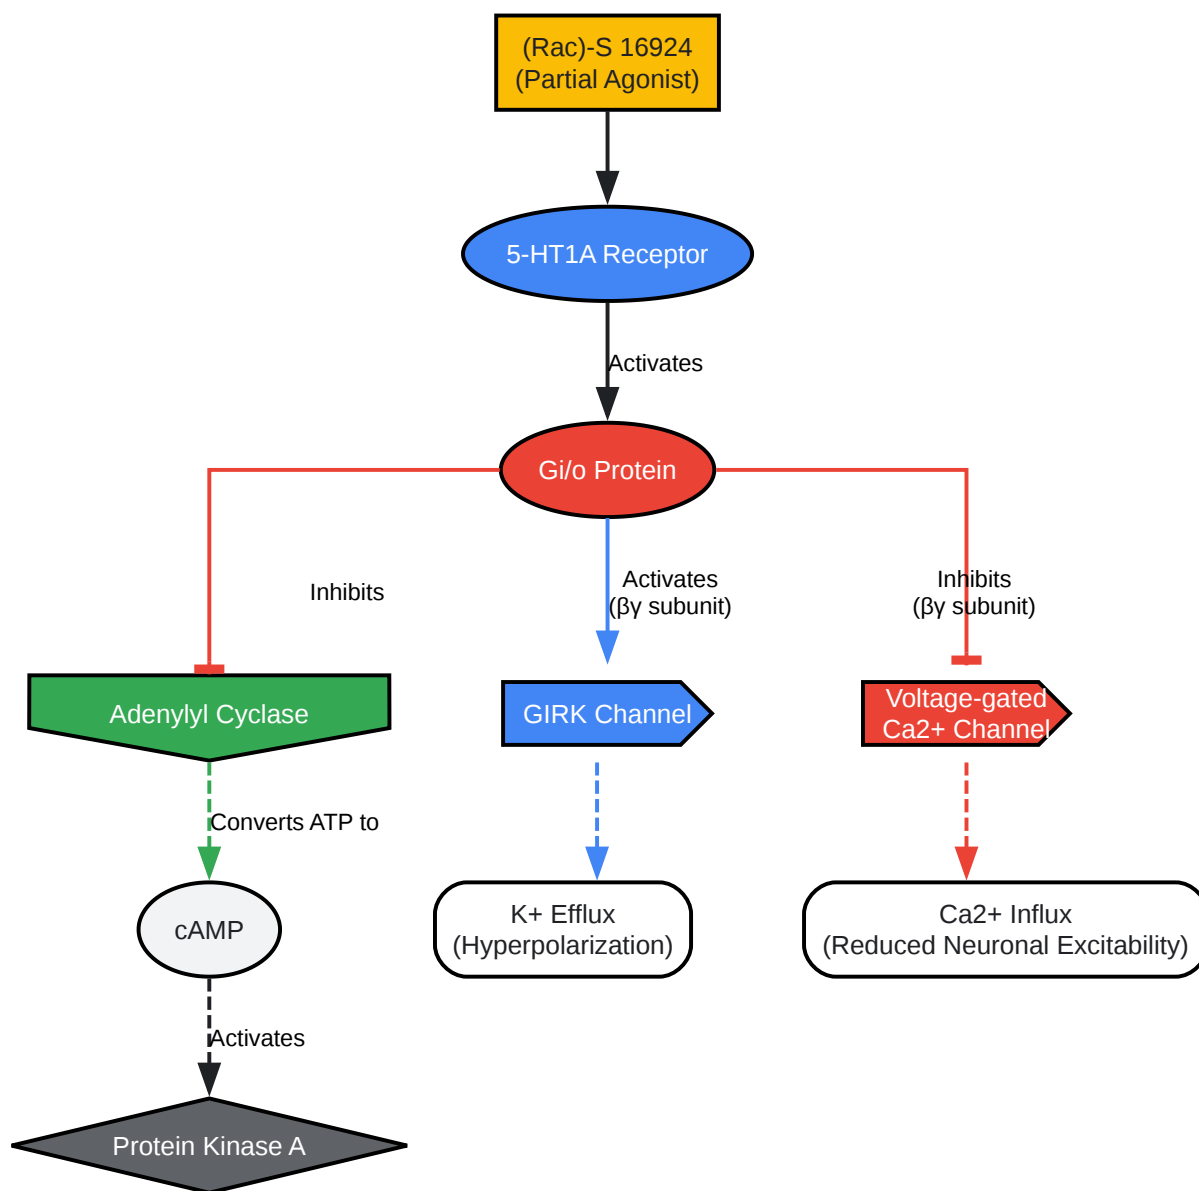 (Rac)-S 16924
(Partial Agonist)
5-HT1A Receptor
Activates
Gi/o Protein
Inhibits
Activates
(βγ subunit)
Inhibits
(βγ subunit)
Adenylyl Cyclase
GIRK Channel
Voltage-gated
Ca2+ Channel
Converts ATP to
cAMP
K+ Efflux
(Hyperpolarization)
Ca2+ Influx
(Reduced Neuronal Excitability)
Activates
Protein Kinase A